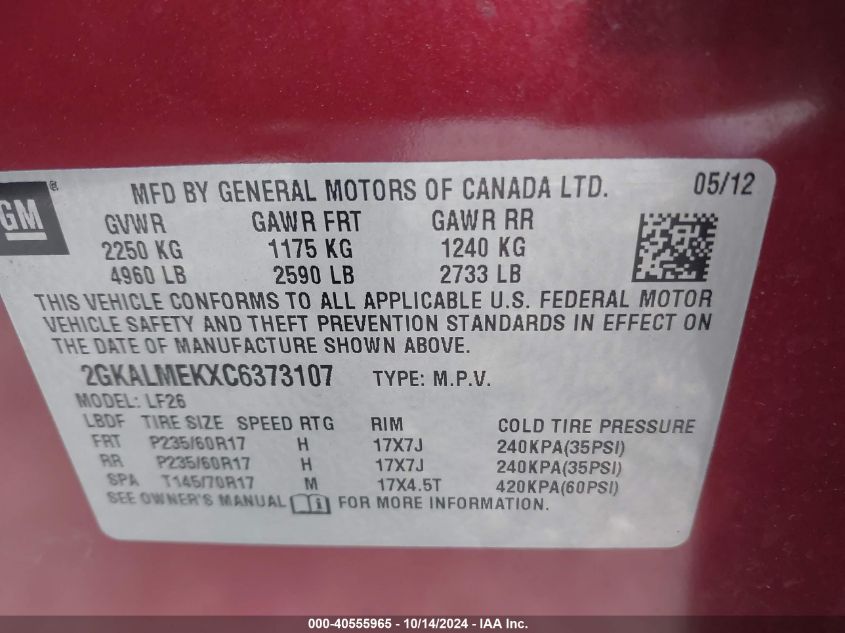 GM®
MFD BY GENERAL MOTORS OF CANADA LTD. 05/12
GVWR GAWR FRT GAWR RR
2250 KG 1175 KG 1240 KG
4960 LB 2590 LB 2733 LB
THIS VEHICLE CONFORMS TO ALL APPLICABLE U.S. FEDERAL MOTOR
VEHICLE SAFETY AND THEFT PREVENTION STANDARDS IN EFFECT ON
THE DATE OF MANUFACTURE SHOWN ABOVE.
2GKALMEKXC6373107 TYPE: M.P.V.
MODEL: LF26
LBDF TIRE SIZE SPEED RTG RIM COLD TIRE PRESSURE
FRT P235/60R17 H 17X7J 240KPA(35PSI)
RR P235/60R17 H 17X7J 240KPA(35PSI)
SPA T145/70R17 M 17X4.5T 420KPA(60PSI)
SEE OWNER'S MANUAL FOR MORE INFORMATION.
000-40555965 - 10/14/2024 - IAA Inc.